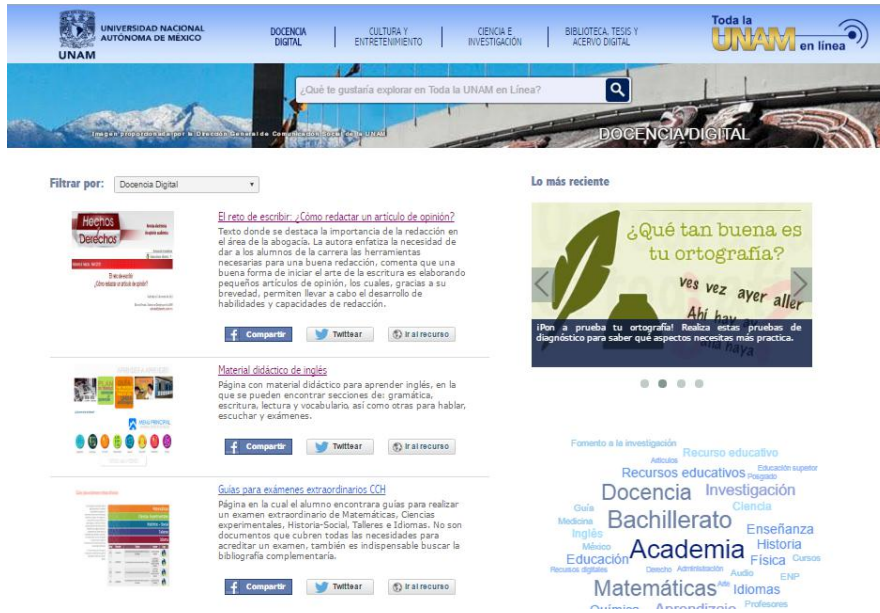 UNIVERSIDAD NACIONAL
AUTÓNOMA DE MÉXICO
UNAM
DOCENCIA
DIGITAL
CULTURA Y
ENTRETENIMIENTO
CIENCIA E
INVESTIGACIÓN
BIBLIOTECA, TESIS Y
ACERVO DIGITAL
Toda la
UNAM en línea
¿Qué te gustaría explorar en Toda la UNAM en Línea?
Imagen proporcionada por la Dirección General de Comunicación Social de la UNAM
DOCENCIA DIGITAL
Filtrar por: Docencia Digital
Hechos
Derechos
El reto de escribir: ¿Cómo redactar un artículo de opinión?
Texto donde se destaca la importancia de la redacción en
el área de la abogacía. La autora enfatiza la necesidad de
dar a los alumnos de la carrera las herramientas
necesarias para una buena redacción, comenta que una
buena forma de iniciar el arte de la escritura es elaborando
pequeños artículos de opinión, los cuales, gracias a su
brevedad, permiten llevar a cabo el desarrollo de
habilidades y capacidades de redacción.
Compartir
Twittear
Ir al recurso
Material didáctico de inglés
Página con material didáctico para aprender inglés, en la
que se pueden encontrar secciones de: gramática,
escritura, lectura y vocabulario, así como otras para hablar,
escuchar y exámenes.
MENÚ PRINCIPAL
Compartir
Twittear
Ir al recurso
Guías para exámenes extraordinarios CCH
Página en la cual el alumno encontrara guías para realizar
un examen extraordinario de Matemáticas, Ciencias
experimentales, Historia-Social, Talleres e Idiomas. No son
documentos que cubren todas las necesidades para
acreditar un examen, también es indispensable buscar la
bibliografía complementaria.
Compartir
Twittear
Ir al recurso
Lo más reciente
¿Qué tan buena es
tu ortografía?
ves vez ayer aller
Ahí hay
haya
¡Pon a prueba tu ortografía! Realiza estas pruebas de
diagnóstico para saber qué aspectos necesitas más practica.
Fomento a la investigación
Artículos
Recurso educativo
Recursos educativos
Posgrado
Educación superior
Docencia
Investigación
Guía
Ciencia
Medicina
Bachillerato
Inglés
Enseñanza
México
Academia
Historia
Educación
Física
Cursos
Recursos digitales
Derecho
Administración
Audio
ENP
Matemáticas
Arte
Idiomas
Química
Aprendizaje
Profesores